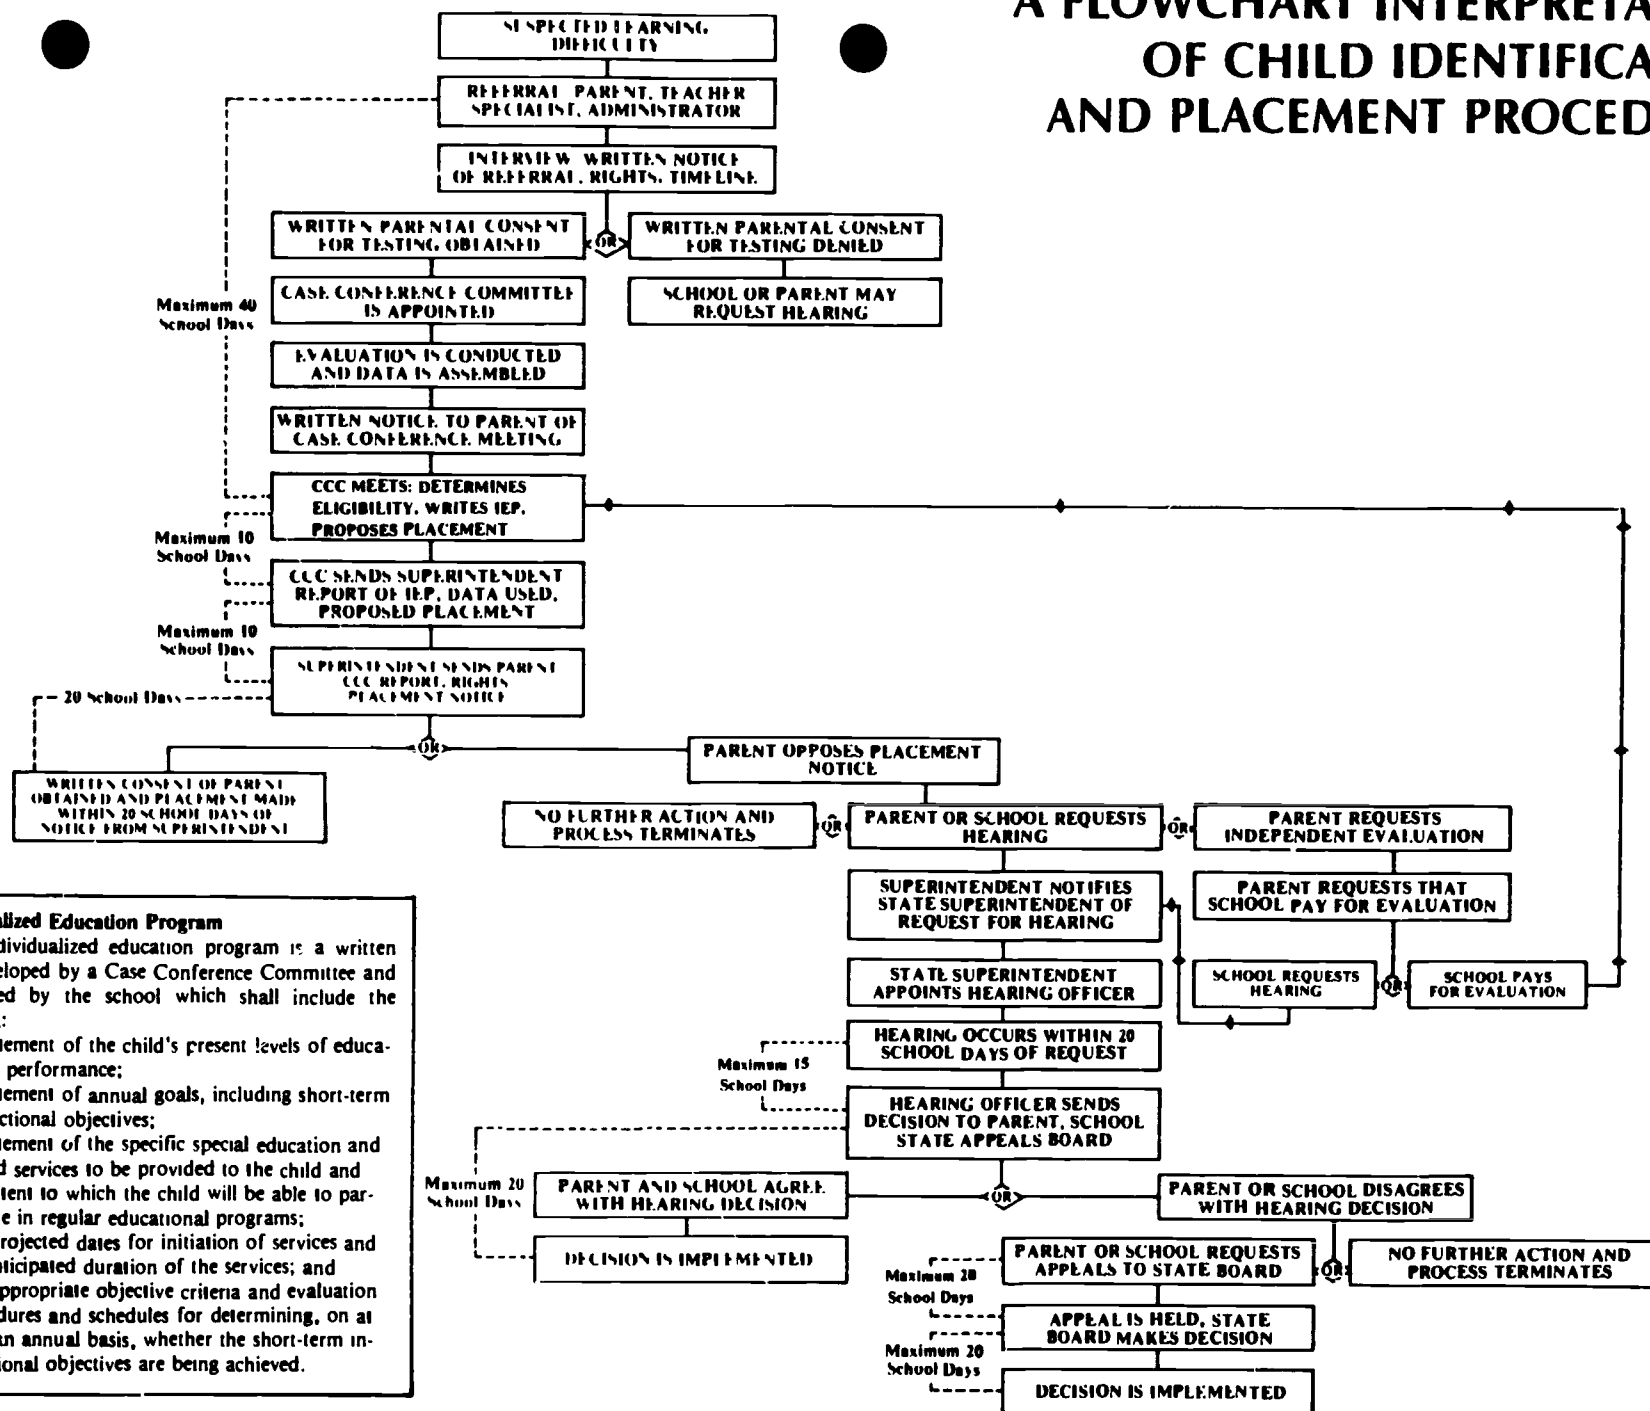 A FLOWCHART INTERPRETA
OF CHILD IDENTIFICA
AND PLACEMENT PROCED
SUSPECTED LEARNING
DIFFICULTY
REFERRAL PARENT, TEACHER
SPECIALIST, ADMINISTRATOR
INTERVIEW WRITTEN NOTICE
OF REFERRAL, RIGHTS, TIMELINE
WRITTEN PARENTAL CONSENT
FOR TESTING OBTAINED
OR
WRITTEN PARENTAL CONSENT
FOR TESTING DENIED
CASE CONFERENCE COMMITTEE
IS APPOINTED
SCHOOL OR PARENT MAY
REQUEST HEARING
Maximum 40
School Days
EVALUATION IS CONDUCTED
AND DATA IS ASSEMBLED
WRITTEN NOTICE TO PARENT OF
CASE CONFERENCE MEETING
CCC MEETS: DETERMINES
ELIGIBILITY, WRITES IEP,
PROPOSES PLACEMENT
Maximum 10
School Days
CCC SENDS SUPERINTENDENT
REPORT OF IEP, DATA USED,
PROPOSED PLACEMENT
Maximum 10
School Days
SUPERINTENDENT SENDS PARENT
CCC REPORT, RIGHTS
PLACEMENT NOTICE
20 School Days
OR
WRITTEN CONSENT OF PARENT
OBTAINED AND PLACEMENT MADE
WITHIN 20 SCHOOL DAYS OF
NOTICE FROM SUPERINTENDENT
PARENT OPPOSES PLACEMENT
NOTICE
NO FURTHER ACTION AND
PROCESS TERMINATES
OR
PARENT OR SCHOOL REQUESTS
HEARING
OR
PARENT REQUESTS
INDEPENDENT EVALUATION
SUPERINTENDENT NOTIFIES
STATE SUPERINTENDENT OF
REQUEST FOR HEARING
PARENT REQUESTS THAT
SCHOOL PAY FOR EVALUATION
STATE SUPERINTENDENT
APPOINTS HEARING OFFICER
SCHOOL REQUESTS
HEARING
OR
SCHOOL PAYS
FOR EVALUATION
HEARING OCCURS WITHIN 20
SCHOOL DAYS OF REQUEST
Maximum 15
School Days
HEARING OFFICER SENDS
DECISION TO PARENT, SCHOOL
STATE APPEALS BOARD
Maximum 20
School Days
PARENT AND SCHOOL AGREE
WITH HEARING DECISION
OR
PARENT OR SCHOOL DISAGREES
WITH HEARING DECISION
DECISION IS IMPLEMENTED
PARENT OR SCHOOL REQUESTS
APPEALS TO STATE BOARD
OR
NO FURTHER ACTION AND
PROCESS TERMINATES
Maximum 20
School Days
APPEAL IS HELD, STATE
BOARD MAKES DECISION
Maximum 20
School Days
DECISION IS IMPLEMENTED
alized Education Program
dividualized education program is a written
eloped by a Case Conference Committee and
ed by the school which shall include the
:
tement of the child's present levels of educa-
performance;
tement of annual goals, including short-term
ctional objectives;
tement of the specific special education and
d services to be provided to the child and
tent to which the child will be able to par-
e in regular educational programs;
rojected dates for initiation of services and
nticipated duration of the services; and
ppropriate objective criteria and evaluation
dures and schedules for determining, on at
an annual basis, whether the short-term in-
ional objectives are being achieved.